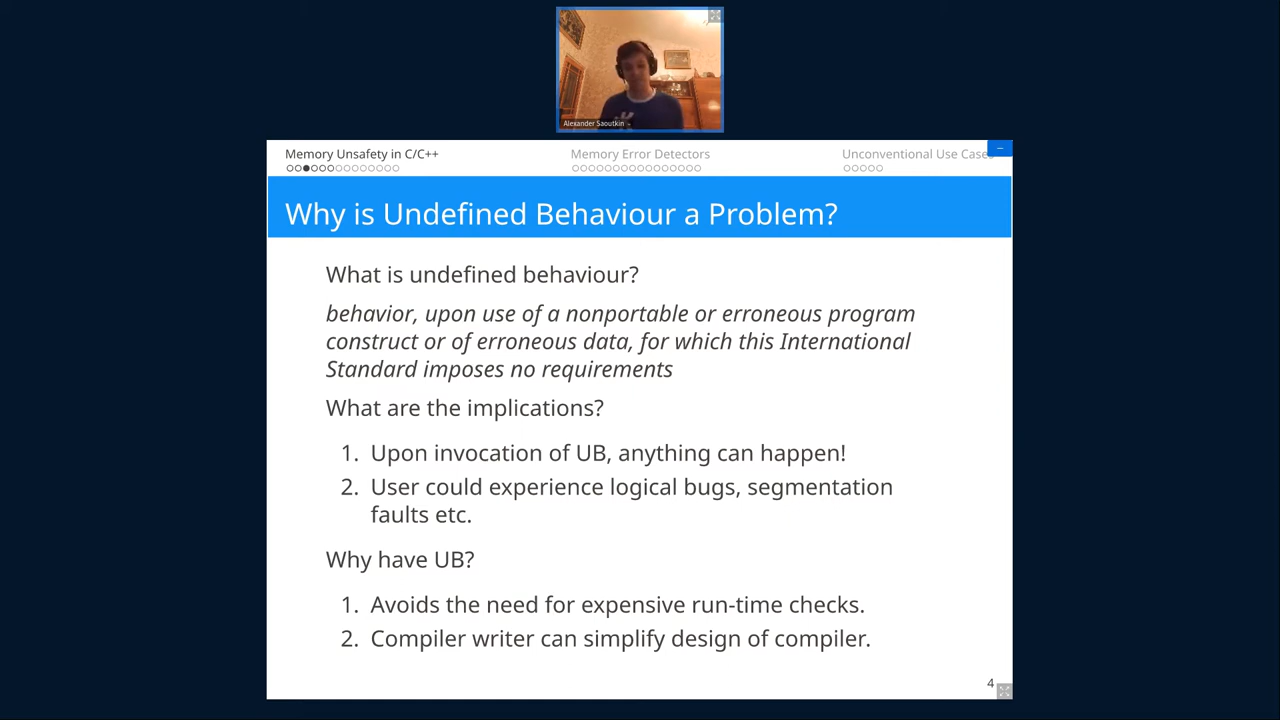 Alexander Saoutkin
Memory Unsafety in C/C++
Memory Error Detectors
Unconventional Use Cases
Why is Undefined Behaviour a Problem?
What is undefined behaviour?
behavior, upon use of a nonportable or erroneous program
construct or of erroneous data, for which this International
Standard imposes no requirements
What are the implications?
1. Upon invocation of UB, anything can happen!
2. User could experience logical bugs, segmentation
faults etc.
Why have UB?
1. Avoids the need for expensive run-time checks.
2. Compiler writer can simplify design of compiler.
4